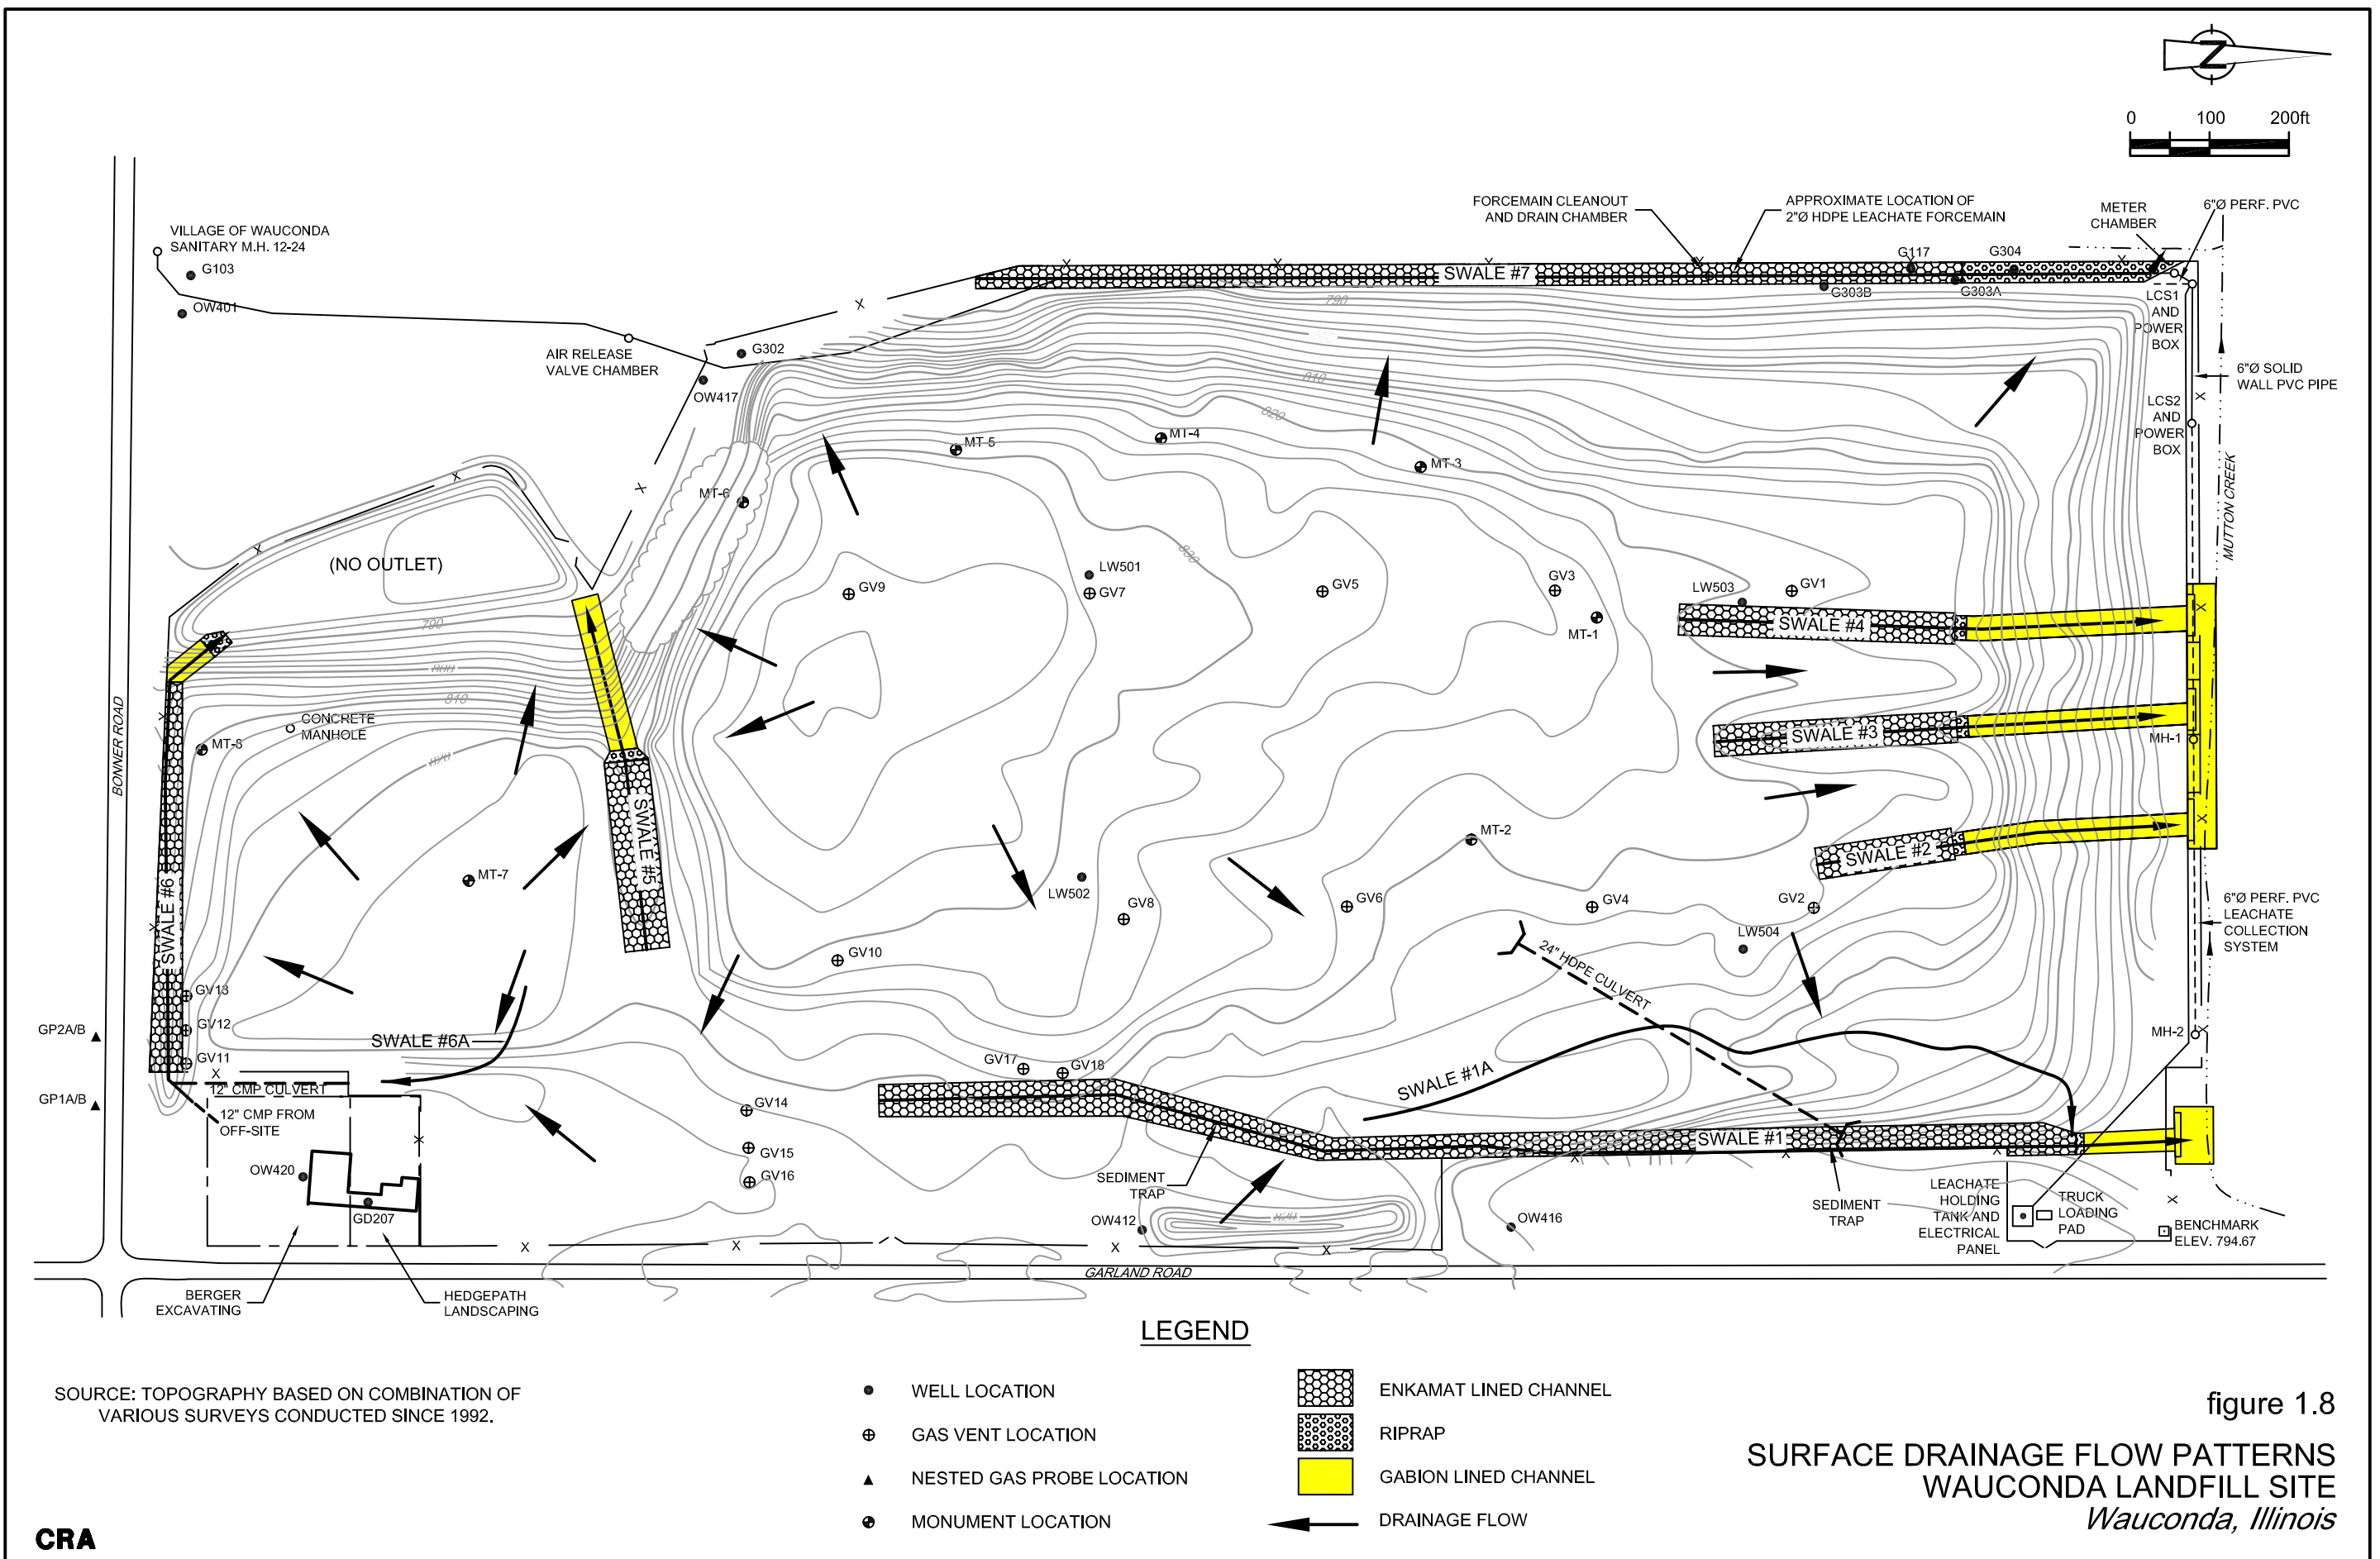 Z
0 100 200ft
FORCEMAIN CLEANOUT
AND DRAIN CHAMBER
APPROXIMATE LOCATION OF
2"Ø HDPE LEACHATE FORCEMAIN
METER
CHAMBER
6"Ø PERF. PVC
VILLAGE OF WAUCONDA
SANITARY M.H. 12-24
G103
OW401
AIR RELEASE
VALVE CHAMBER
G302
OW417
SWALE #7
G117
G304
G303B
G303A
LCS1
AND
POWER
BOX
6"Ø SOLID
WALL PVC PIPE
LCS2
AND
POWER
BOX
MUTTON CREEK
790
810
820
830
MT-5
MT-4
MT-3
MT-6
(NO OUTLET)
LW501
GV9
GV7
GV5
GV3
MT-1
LW503
GV1
SWALE #4
790
800
810
820
BONNER ROAD
CONCRETE
MANHOLE
MT-8
SWALE #3
MH-1
SWALE #5
SWALE #2
MT-2
MT-7
SWALE #6
LW502
GV8
GV6
GV4
GV2
LW504
6"Ø PERF. PVC
LEACHATE
COLLECTION
SYSTEM
GV10
24" HDPE CULVERT
GV13
GV12
GV11
GP2A/B
GP1A/B
SWALE #6A
MH-2
12" CMP CULVERT
12" CMP FROM
OFF-SITE
GV17
GV18
SWALE #1A
GV14
GV15
GV16
SWALE #1
OW420
GD207
SEDIMENT
TRAP
OW412
820
OW416
SEDIMENT
TRAP
LEACHATE
HOLDING
TANK AND
ELECTRICAL
PANEL
TRUCK
LOADING
PAD
BENCHMARK
ELEV. 794.67
GARLAND ROAD
BERGER
EXCAVATING
HEDGEPATH
LANDSCAPING
LEGEND
WELL LOCATION
GAS VENT LOCATION
NESTED GAS PROBE LOCATION
MONUMENT LOCATION
ENKAMAT LINED CHANNEL
RIPRAP
GABION LINED CHANNEL
DRAINAGE FLOW
SOURCE: TOPOGRAPHY BASED ON COMBINATION OF
VARIOUS SURVEYS CONDUCTED SINCE 1992.
figure 1.8
SURFACE DRAINAGE FLOW PATTERNS
WAUCONDA LANDFILL SITE
Wauconda, Illinois
CRA